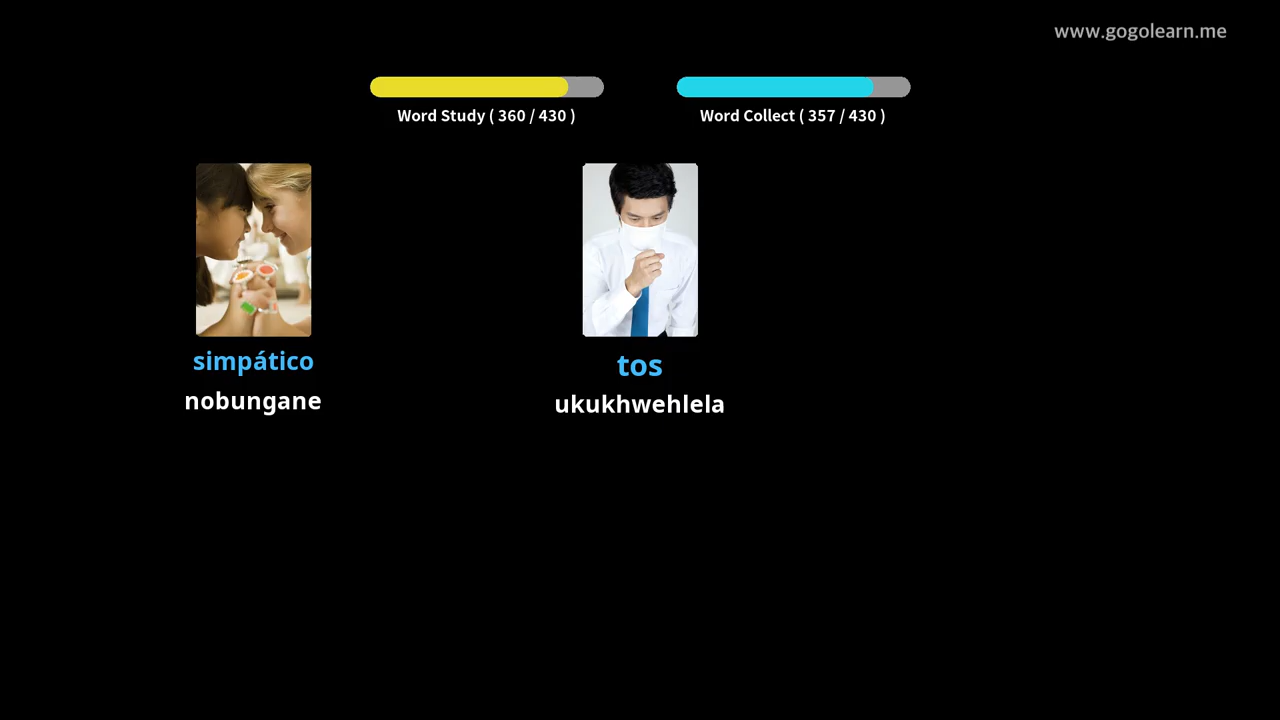 www.gogolearn.me
Word Study ( 360 / 430 )
Word Collect ( 357 / 430 )
simpático
nobungane
tos
ukukhwehlela